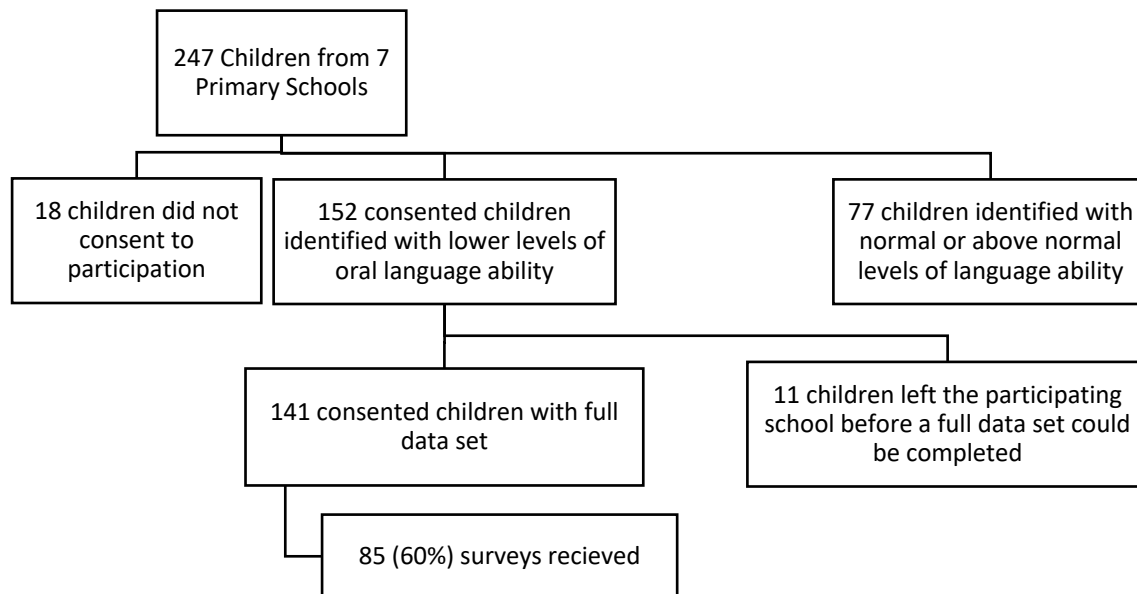 247 Children from 7
Primary Schools
18 children did not
consent to
participation
152 consented children
identified with lower levels of
oral language ability
77 children identified with
normal or above normal
levels of language ability
141 consented children with full
data set
11 children left the participating
school before a full data set could
be completed
85 (60%) surveys recieved